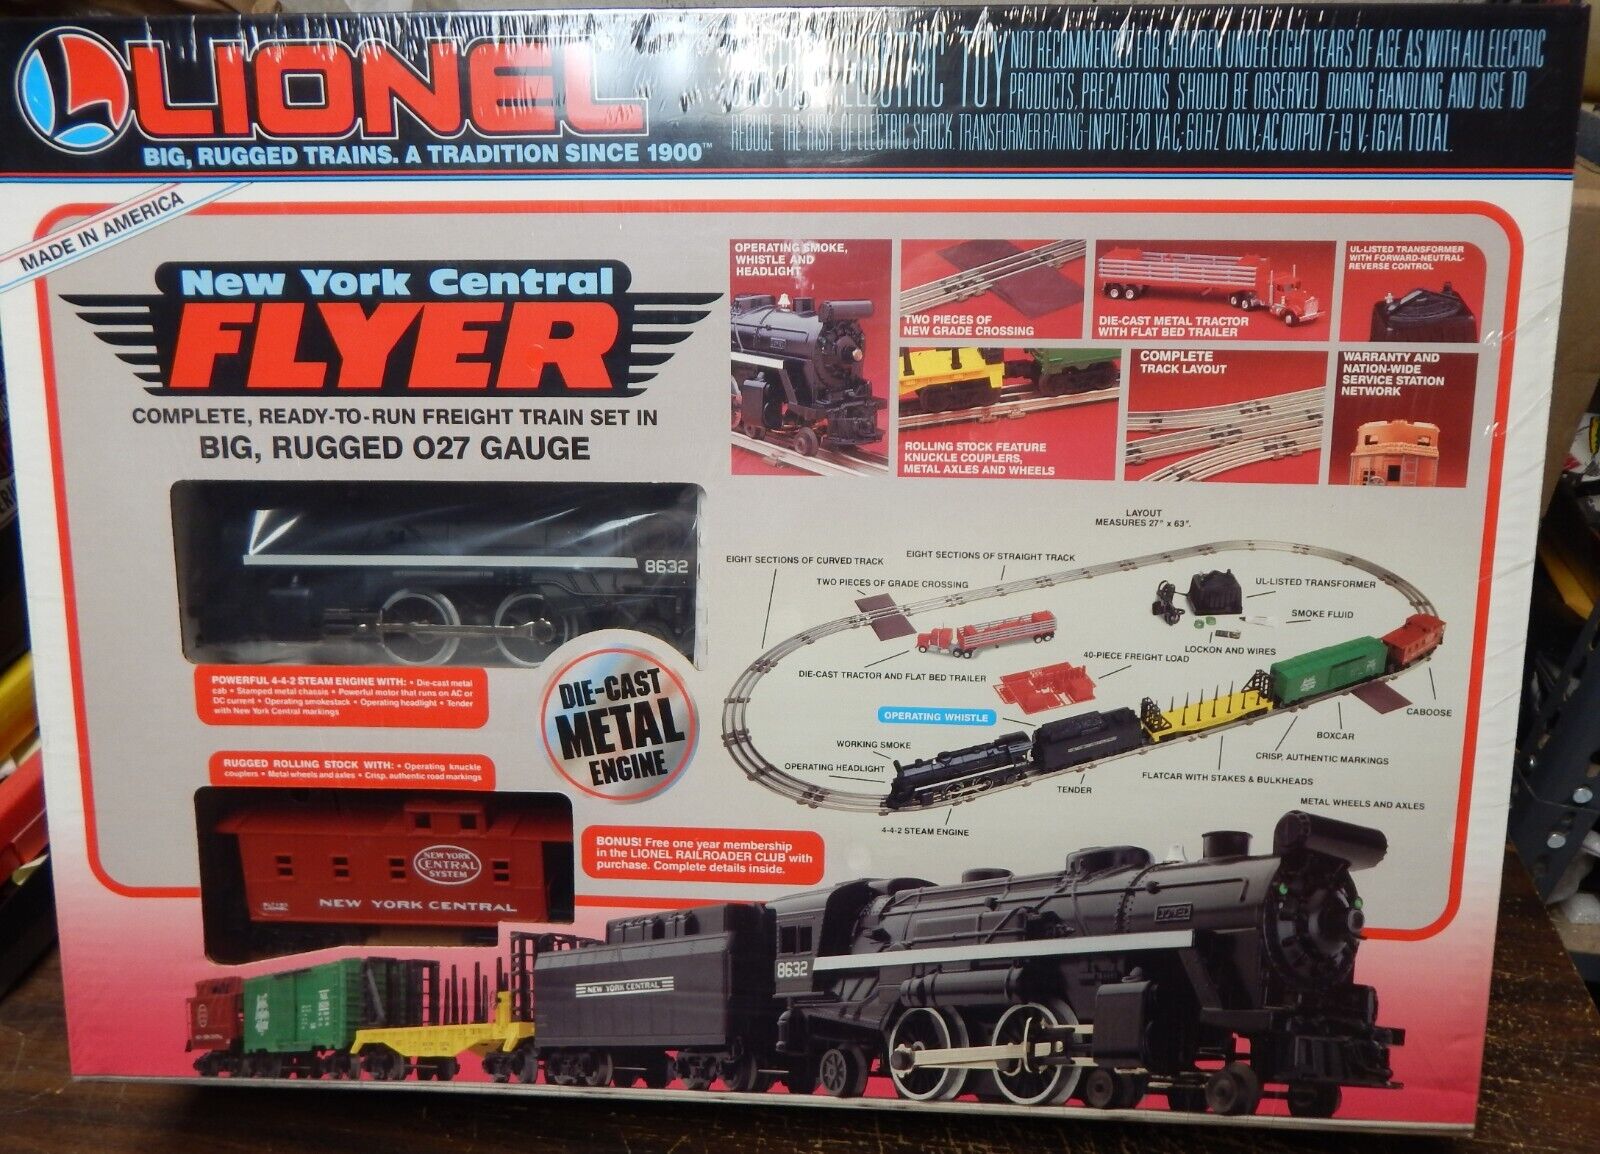 LIONEL
BIG, RUGGED TRAINS. A TRADITION SINCE 1900™
ELECTRIC TOY
NOT RECOMMENDED FOR CHILDREN UNDER EIGHT YEARS OF AGE. AS WITH ALL ELECTRIC
PRODUCTS, PRECAUTIONS SHOULD BE OBSERVED DURING HANDLING AND USE TO
REDUCE THE RISK OF ELECTRIC SHOCK. TRANSFORMER RATING-INPUT: 120 VAC; 60HZ ONLY; AC OUTPUT 7-19 V; 16VA TOTAL.
MADE IN AMERICA
New York Central
FLYER
COMPLETE, READY-TO-RUN FREIGHT TRAIN SET IN
BIG, RUGGED O27 GAUGE
OPERATING SMOKE,
WHISTLE AND
HEADLIGHT
TWO PIECES OF
NEW GRADE CROSSING
DIE-CAST METAL TRACTOR
WITH FLAT BED TRAILER
UL-LISTED TRANSFORMER
WITH FORWARD-NEUTRAL-
REVERSE CONTROL
ROLLING STOCK FEATURE
KNUCKLE COUPLERS,
METAL AXLES AND WHEELS
COMPLETE
TRACK LAYOUT
WARRANTY AND
NATION-WIDE
SERVICE STATION
NETWORK
8632
POWERFUL 4-4-2 STEAM ENGINE WITH: • Die-cast metal
cab • Stamped metal chassis • Powerful motor that runs on AC or
DC current • Operating smokestack • Operating headlight • Tender
with New York Central markings
DIE-CAST
METAL
ENGINE
RUGGED ROLLING STOCK WITH: • Operating knuckle
couplers • Metal wheels and axles • Crisp, authentic road markings
NEW YORK
CENTRAL
SYSTEM
NEW YORK CENTRAL
BONUS! Free one year membership
in the LIONEL RAILROADER CLUB with
purchase. Complete details inside.
LAYOUT
MEASURES 27" x 63".
EIGHT SECTIONS OF CURVED TRACK
EIGHT SECTIONS OF STRAIGHT TRACK
TWO PIECES OF GRADE CROSSING
UL-LISTED TRANSFORMER
SMOKE FLUID
LOCKON AND WIRES
40-PIECE FREIGHT LOAD
DIE-CAST TRACTOR AND FLAT BED TRAILER
OPERATING WHISTLE
CABOOSE
BOXCAR
CRISP, AUTHENTIC MARKINGS
WORKING SMOKE
OPERATING HEADLIGHT
FLATCAR WITH STAKES & BULKHEADS
TENDER
METAL WHEELS AND AXLES
4-4-2 STEAM ENGINE
LIONEL
8632
NEW YORK CENTRAL